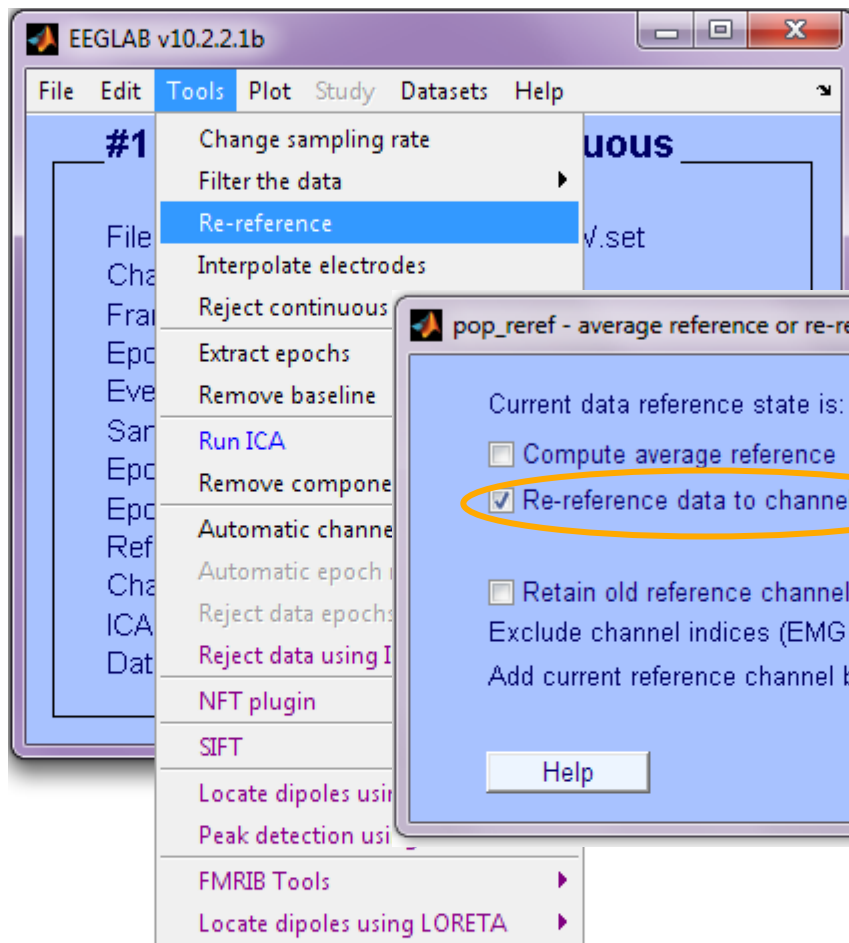 EEGLAB v10.2.2.1b
File Edit Tools Plot Study Datasets Help
#1 uous
Change sampling rate
Filter the data
Re-reference
File V.set
Interpolate electrodes
Cha
Reject continuous
Fran
Extract epochs
Epo
Remove baseline
Eve
Run ICA
Sam
Remove compone
Epo
Automatic channe
Epo
Automatic epoch
Ref
Reject data epochs
Cha
Reject data using I
ICA
NFT plugin
Dat
SIFT
Locate dipoles usin
Peak detection usi
FMRIB Tools
Locate dipoles using LORETA
pop_reref - average reference or re-re
Current data reference state is:
Compute average reference
Re-reference data to channe
Retain old reference channel
Exclude channel indices (EMG
Add current reference channel b
Help